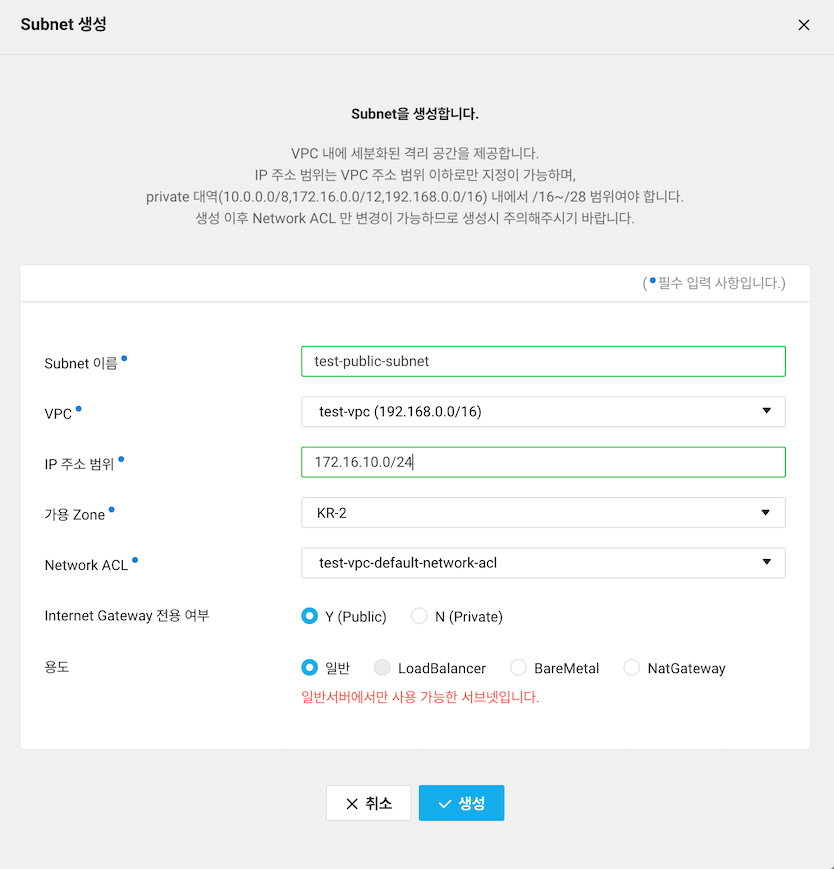 Subnet 생성
Subnet을 생성합니다.
VPC 내에 세분화된 격리 공간을 제공합니다.
IP 주소 범위는 VPC 주소 범위 이하로만 지정이 가능하며,
private 대역(10.0.0.0/8,172.16.0.0/12,192.168.0.0/16) 내에서 /16~/28 범위여야 합니다.
생성 이후 Network ACL 만 변경이 가능하므로 생성시 주의해주시기 바랍니다.
(•필수 입력 사항입니다.)
Subnet 이름• test-public-subnet
VPC• test-vpc (192.168.0.0/16)
IP 주소 범위• 172.16.10.0/24
가용 Zone• KR-2
Network ACL• test-vpc-default-network-acl
Internet Gateway 전용 여부 Y (Public) N (Private)
용도 일반 LoadBalancer BareMetal NatGateway
일반서버에서만 사용 가능한 서브넷입니다.
취소 생성